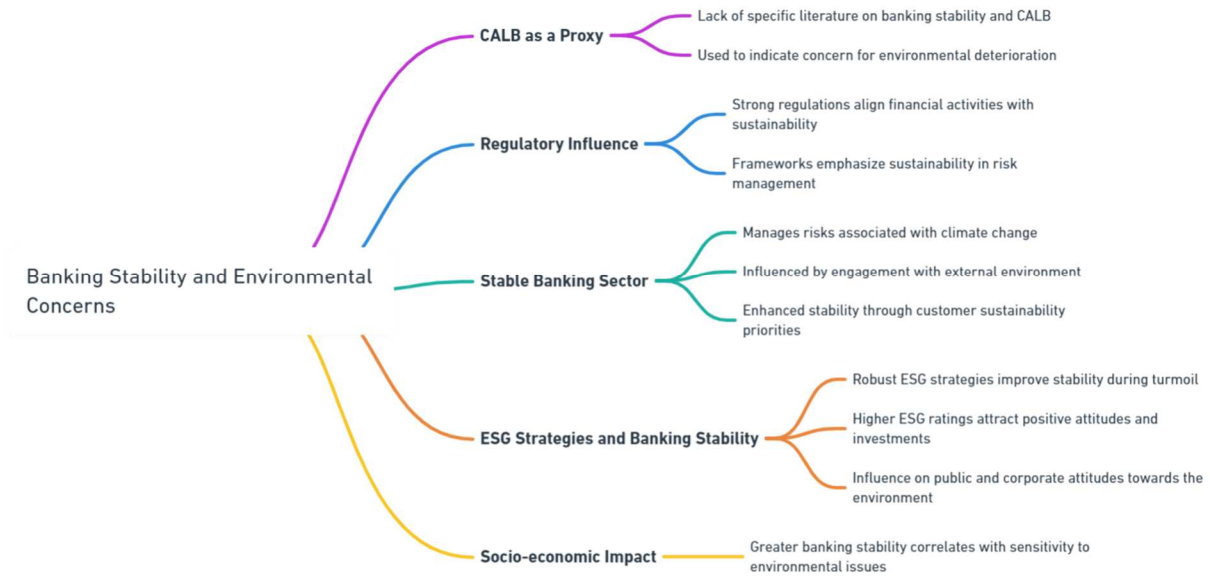 Banking Stability and Environmental
Concerns
CALB as a Proxy
Lack of specific literature on banking stability and CALB
Used to indicate concern for environmental deterioration
Regulatory Influence
Strong regulations align financial activities with
sustainability
Frameworks emphasize sustainability in risk
management
Stable Banking Sector
Manages risks associated with climate change
Influenced by engagement with external environment
Enhanced stability through customer sustainability
priorities
ESG Strategies and Banking Stability
Robust ESG strategies improve stability during turmoil
Higher ESG ratings attract positive attitudes and
investments
Influence on public and corporate attitudes towards the
environment
Socio-economic Impact
Greater banking stability correlates with sensitivity to
environmental issues